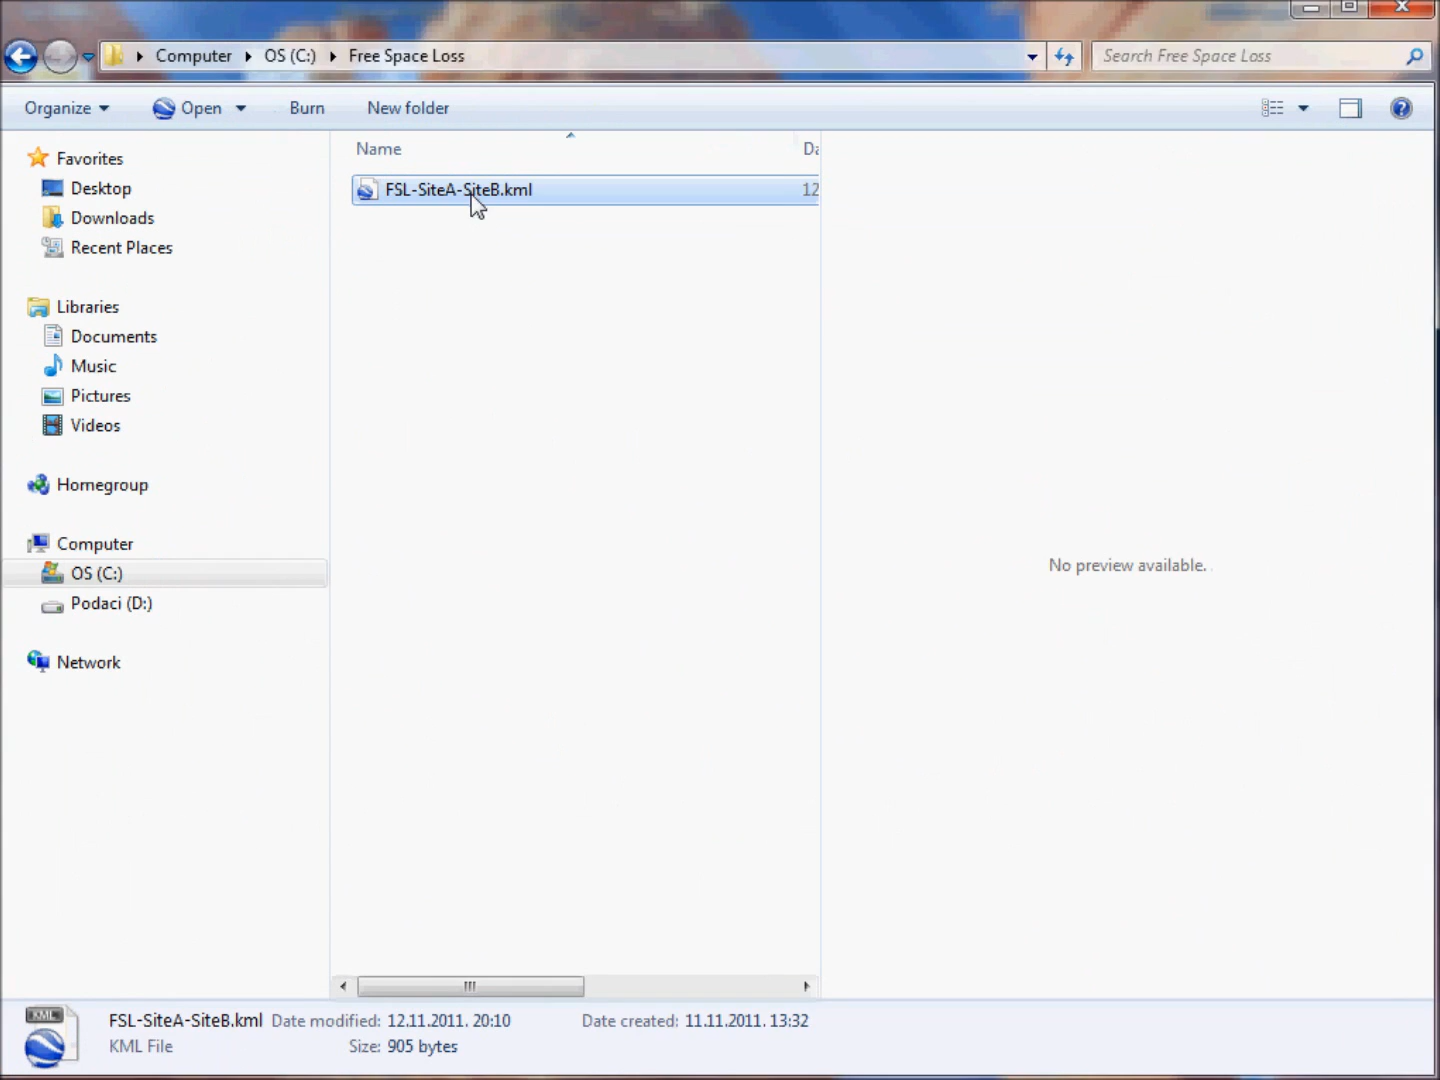 Computer
OS (C:)
Free Space Loss
Search Free Space Loss
Organize
Open
Burn
New folder
Favorites
Desktop
Downloads
Recent Places
Libraries
Documents
Music
Pictures
Videos
Homegroup
Computer
OS (C:)
Podaci (D:)
Network
Name
Da
FSL-SiteA-SiteB.kml
12
No preview available.
KML
FSL-SiteA-SiteB.kml Date modified: 12.11.2011. 20:10 Date created: 11.11.2011. 13:32
KML File Size: 905 bytes